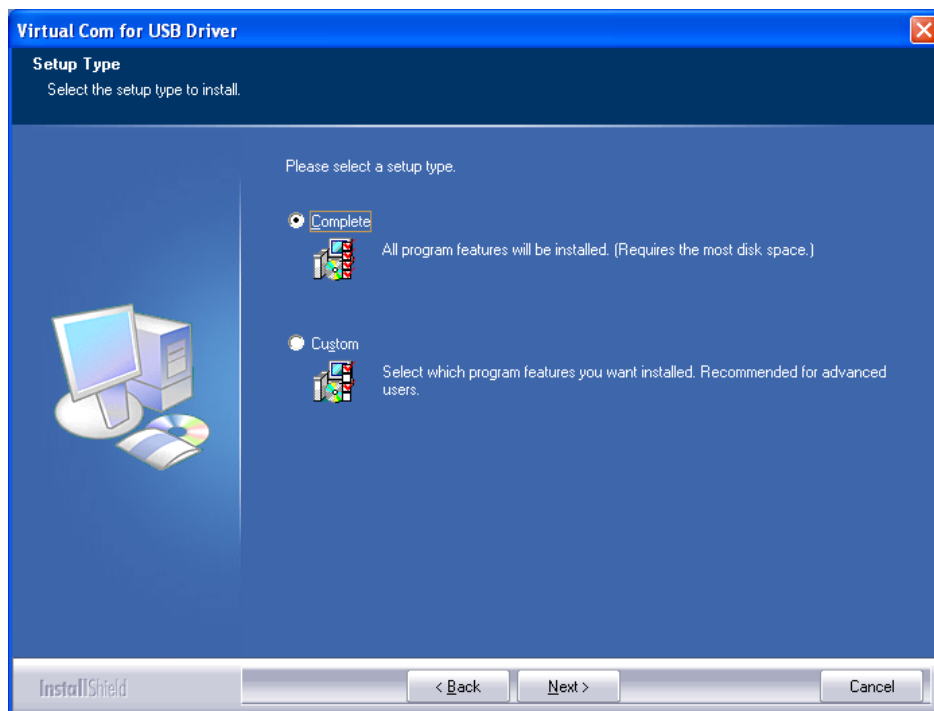 Virtual Com for USB Driver
Setup Type
Select the setup type to install.
Please select a setup type.
Complete
All program features will be installed. (Requires the most disk space.)
Custom
Select which program features you want installed. Recommended for advanced
users.
InstallShield
< Back
Next >
Cancel